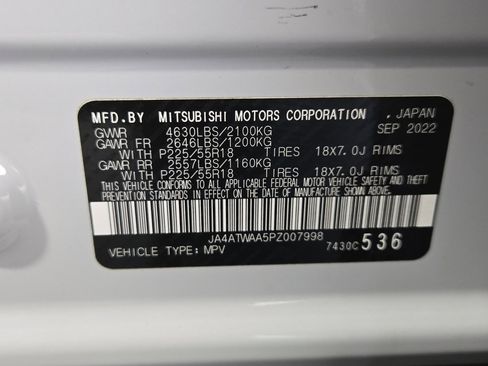 MFD.BY MITSUBISHI MOTORS CORPORATION , JAPAN
GVWR 4630LBS/2100KG SEP 2022
GAWR FR 2646LBS/1200KG
WITH P225/55R18 TIRES 18X7.0J RIMS
GAWR RR 2557LBS/1160KG
WITH P225/55R18 TIRES 18X7.0J RIMS
THIS VEHICLE CONFORMS TO ALL APPLICABLE FEDERAL MOTOR VEHICLE SAFETY AND THEFT
PREVENTION STANDARDS IN EFFECT ON THE DATE OF MANUFACTURE SHOWN ABOVE.
JA4ATWAA5PZ007998
7430C 536
VEHICLE TYPE: MPV